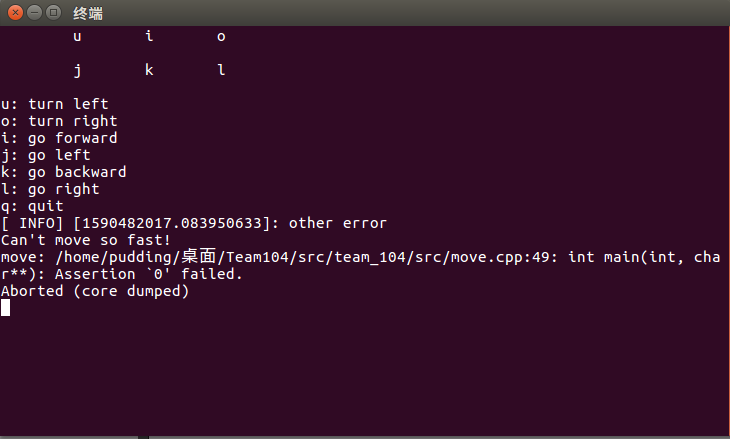 终端
u i o
j k l
u: turn left
o: turn right
i: go forward
j: go left
k: go backward
l: go right
q: quit
[ INFO] [1590482017.083950633]: other error
Can't move so fast!
move: /home/pudding/桌面/Team104/src/team_104/src/move.cpp:49: int main(int, cha
r**): Assertion `0' failed.
Aborted (core dumped)